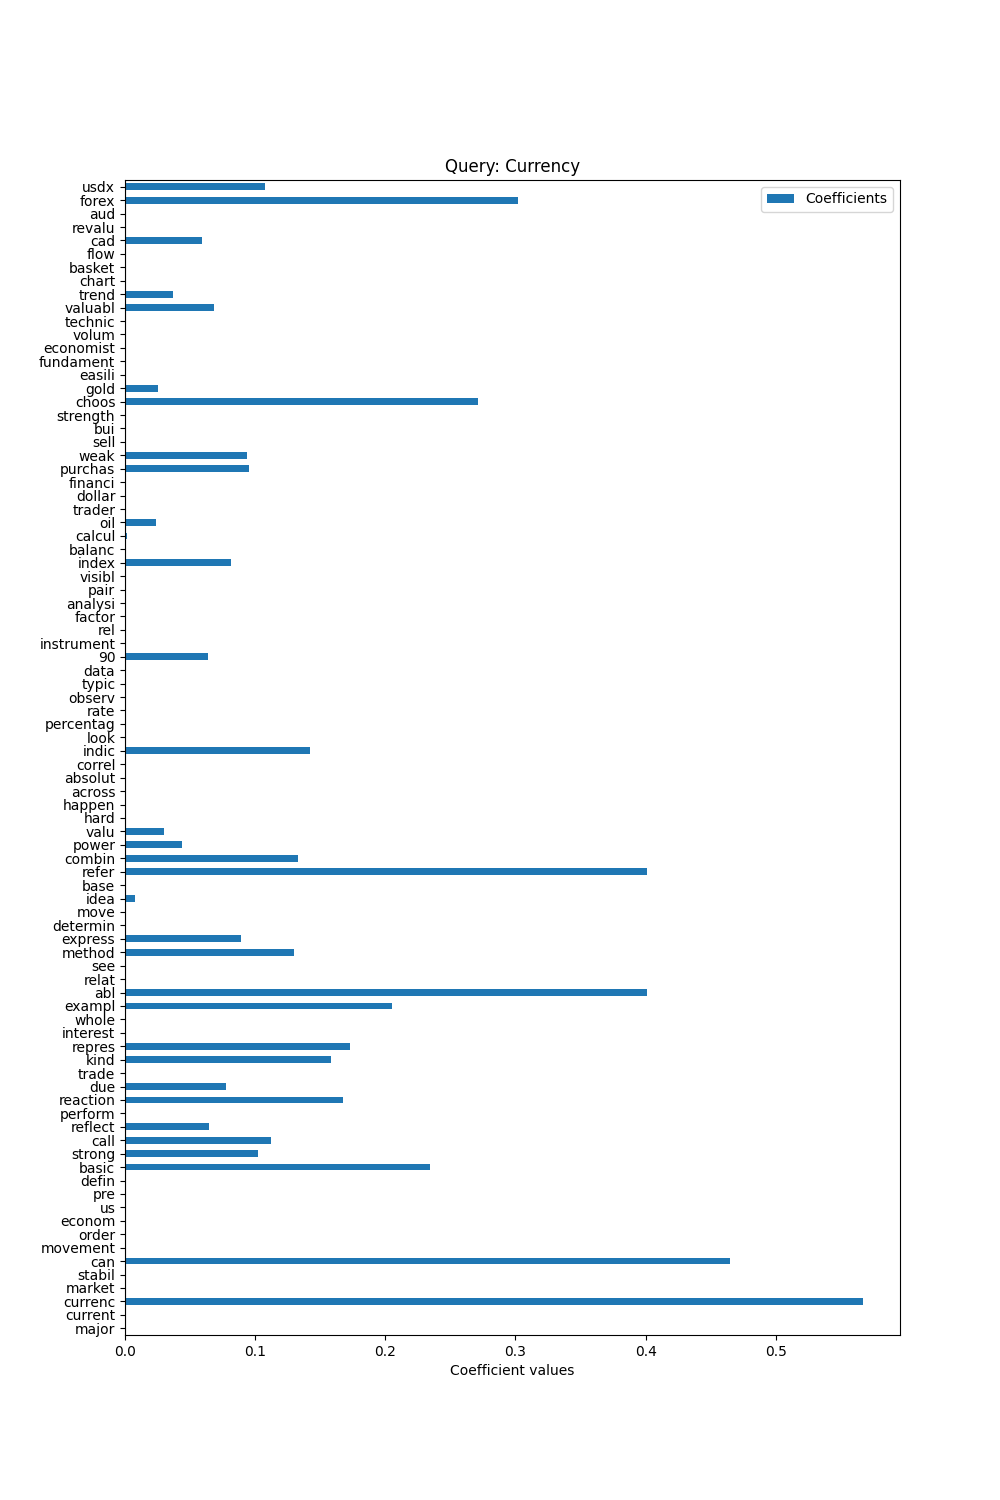 Query: Currency
Coefficients
usdx
forex
aud
revalu
cad
flow
basket
chart
trend
valuabl
technic
volum
economist
fundament
easili
gold
choos
strength
bui
sell
weak
purchas
financi
dollar
trader
oil
calcul
balanc
index
visibl
pair
analysi
factor
rel
instrument
90
data
typic
observ
rate
percentag
look
indic
correl
absolut
across
happen
hard
valu
power
combin
refer
base
idea
move
determin
express
method
see
relat
abl
exampl
whole
interest
repres
kind
trade
due
reaction
perform
reflect
call
strong
basic
defin
pre
us
econom
order
movement
can
stabil
market
currenc
current
major
0.0 0.1 0.2 0.3 0.4 0.5
Coefficient values